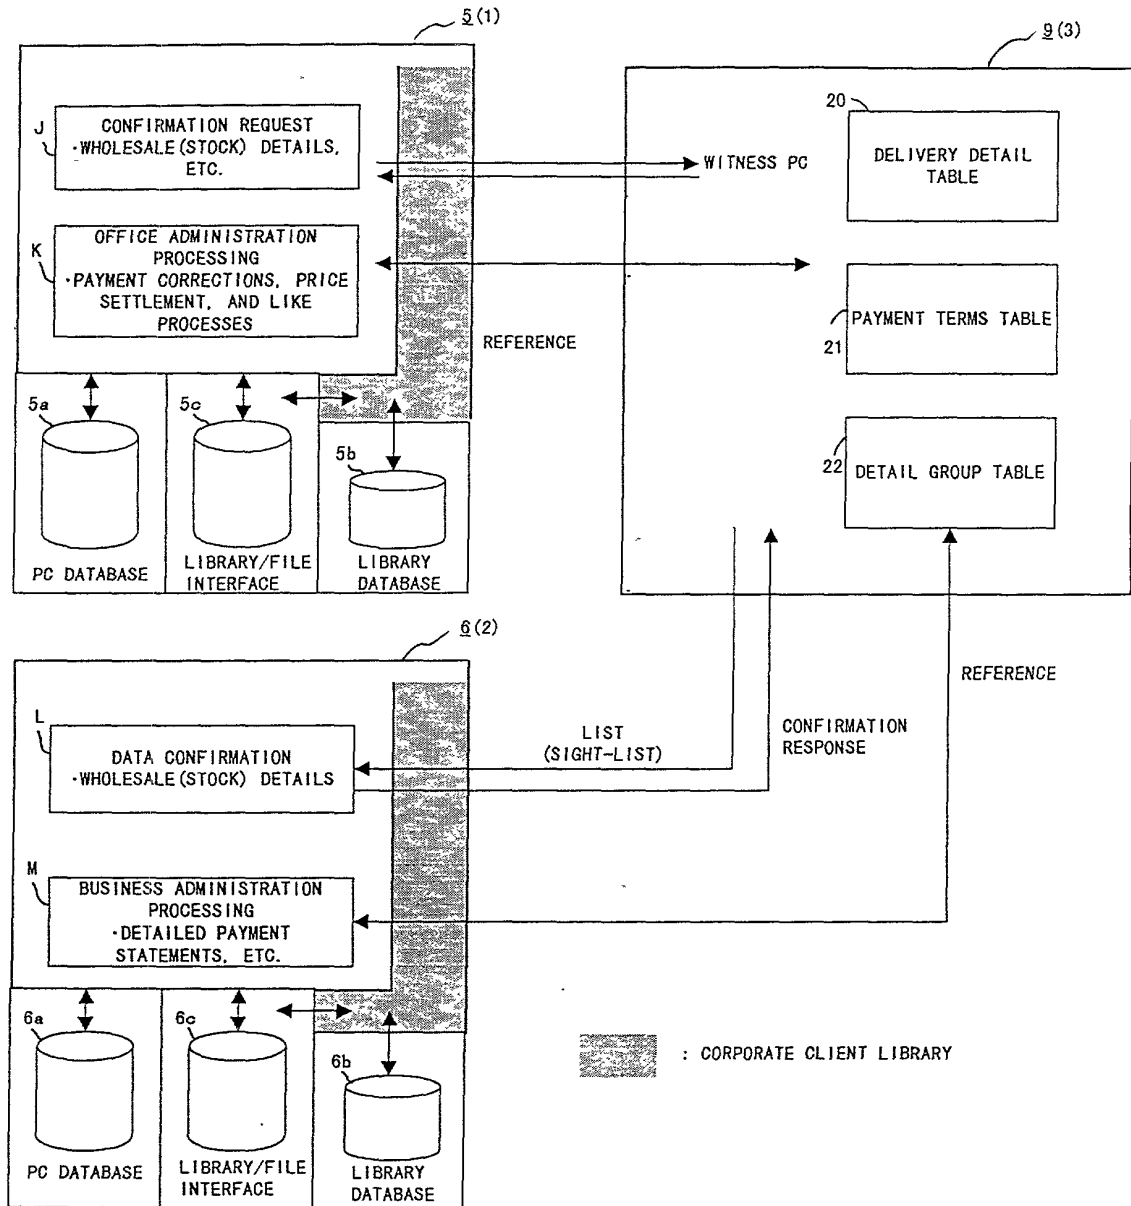 5(1)
J
CONFIRMATION REQUEST
・WHOLESALE(STOCK) DETAILS,
ETC.
K
OFFICE ADMINISTRATION
PROCESSING
・PAYMENT CORRECTIONS, PRICE
SETTLEMENT, AND LIKE
PROCESSES
REFERENCE
5a
PC DATABASE
5c
LIBRARY/FILE
INTERFACE
5b
LIBRARY
DATABASE
9(3)
WITNESS PC
20
DELIVERY DETAIL
TABLE
21
PAYMENT TERMS TABLE
22
DETAIL GROUP TABLE
6(2)
L
DATA CONFIRMATION
・WHOLESALE(STOCK) DETAILS
LIST
(SIGHT-LIST)
CONFIRMATION
RESPONSE
REFERENCE
M
BUSINESS ADMINISTRATION
PROCESSING
・DETAILED PAYMENT
STATEMENTS, ETC.
6a
PC DATABASE
6c
LIBRARY/FILE
INTERFACE
6b
LIBRARY
DATABASE
: CORPORATE CLIENT LIBRARY